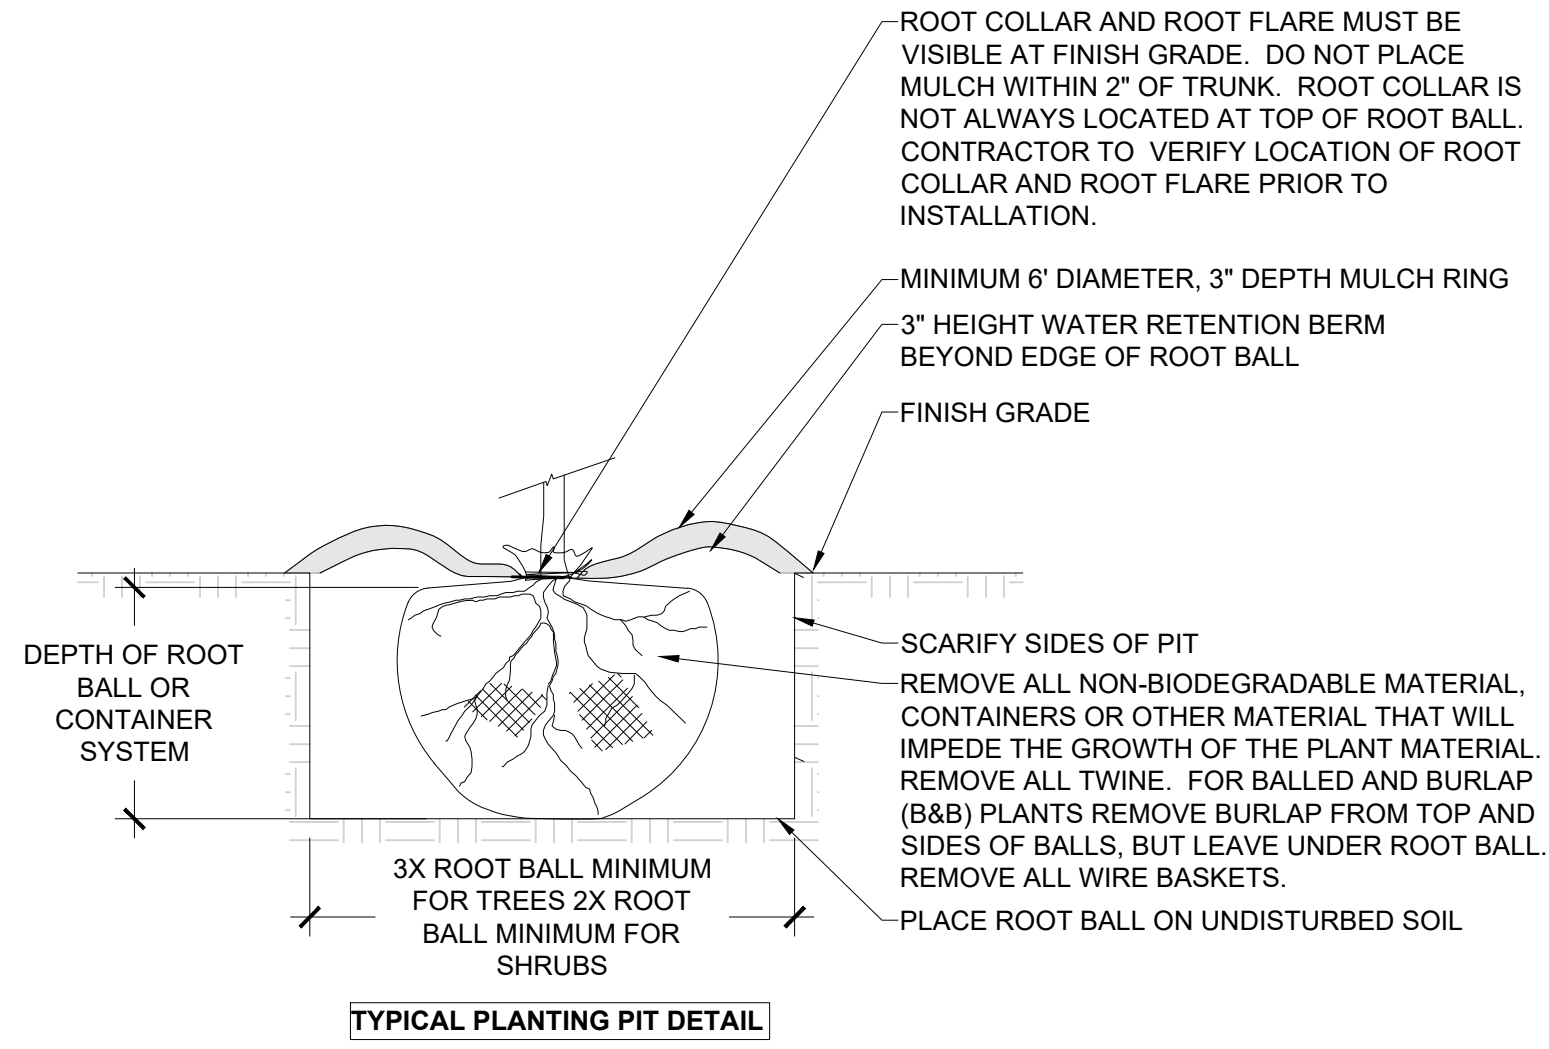 ROOT COLLAR AND ROOT FLARE MUST BE
VISIBLE AT FINISH GRADE. DO NOT PLACE
MULCH WITHIN 2" OF TRUNK. ROOT COLLAR IS
NOT ALWAYS LOCATED AT TOP OF ROOT BALL.
CONTRACTOR TO VERIFY LOCATION OF ROOT
COLLAR AND ROOT FLARE PRIOR TO
INSTALLATION.
MINIMUM 6' DIAMETER, 3" DEPTH MULCH RING
3" HEIGHT WATER RETENTION BERM
BEYOND EDGE OF ROOT BALL
FINISH GRADE
SCARIFY SIDES OF PIT
REMOVE ALL NON-BIODEGRADABLE MATERIAL,
CONTAINERS OR OTHER MATERIAL THAT WILL
IMPEDE THE GROWTH OF THE PLANT MATERIAL.
REMOVE ALL TWINE. FOR BALLED AND BURLAP
(B&B) PLANTS REMOVE BURLAP FROM TOP AND
SIDES OF BALLS, BUT LEAVE UNDER ROOT BALL.
REMOVE ALL WIRE BASKETS.
PLACE ROOT BALL ON UNDISTURBED SOIL
DEPTH OF ROOT
BALL OR
CONTAINER
SYSTEM
3X ROOT BALL MINIMUM
FOR TREES 2X ROOT
BALL MINIMUM FOR
SHRUBS
TYPICAL PLANTING PIT DETAIL